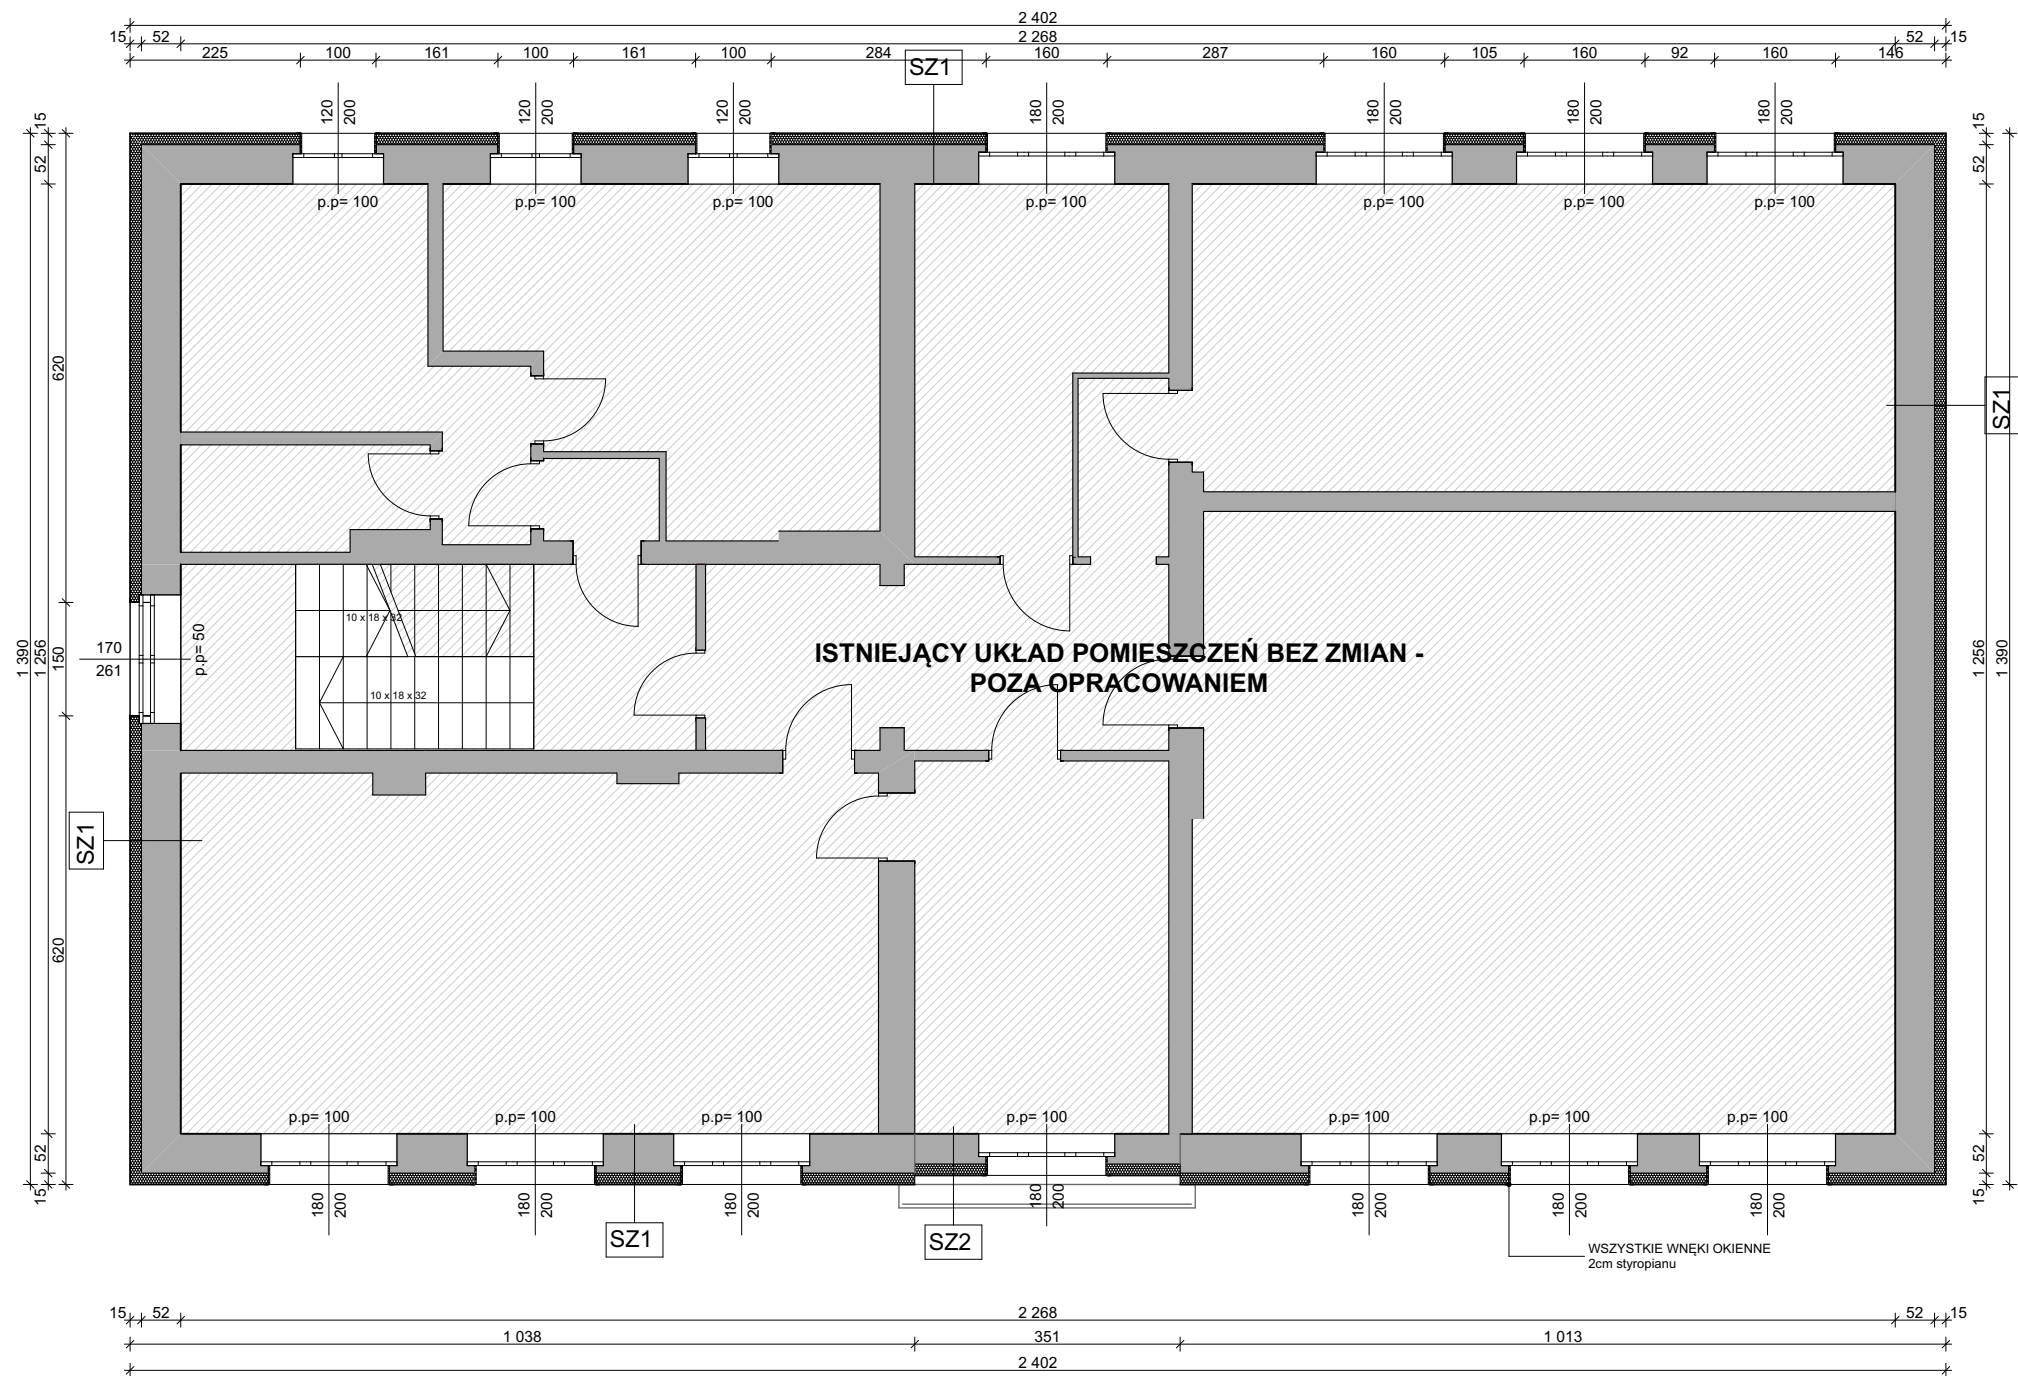 2 402
15 52 2 268 52 15
225 100 161 100 161 100 284 160 287 160 105 160 92 160 146
SZ1
120 200 120 200 120 200 180 200 180 200 180 200 180 200
p.p= 100 p.p= 100 p.p= 100 p.p= 100 p.p= 100 p.p= 100 p.p= 100
15 52 620 150 620 52 15
1 256
1 390
170
261
p.p= 50
10 x 18 x 32
10 x 18 x 32
ISTNIEJĄCY UKŁAD POMIESZCZEŃ BEZ ZMIAN -
POZA OPRACOWANIEM
SZ1
SZ1
15 52 1 256 52 15
1 390
p.p= 100 p.p= 100 p.p= 100 p.p= 100 p.p= 100 p.p= 100 p.p= 100
180 200 180 200 180 200 180 200 180 200 180 200 180 200
SZ1
SZ2
WSZYSTKIE WNĘKI OKIENNE
2cm styropianu
15 52 2 268 52 15
1 038 351 1 013
2 402